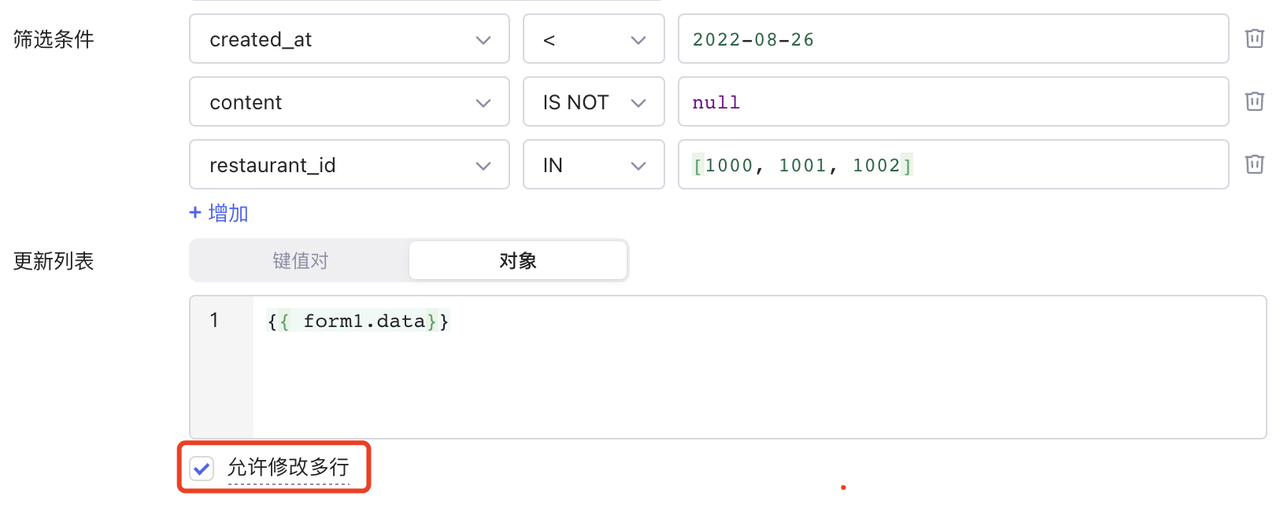 筛选条件 created_at < 2022-08-26
content IS NOT null
restaurant_id IN [1000, 1001, 1002]
+ 增加
更新列表 键值对 对象
1 {{ form1.data}}
允许修改多行